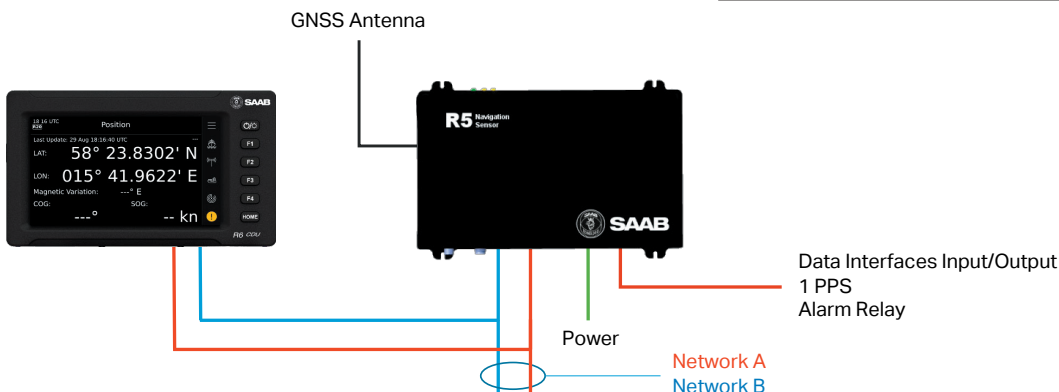 GNSS Antenna
SAAB
18 16 UTC
Position
Last Update: 29 Aug 18:16:40 UTC
LAT: 58° 23.8302' N
LON: 015° 41.9622' E
Magnetic Variation: ---° E
COG: SOG:
---° -- kn
F1
F2
F3
F4
HOME
R6 CDU
R5 Navigation
Sensor
SAAB
Data Interfaces Input/Output
1 PPS
Alarm Relay
Power
Network A
Network B